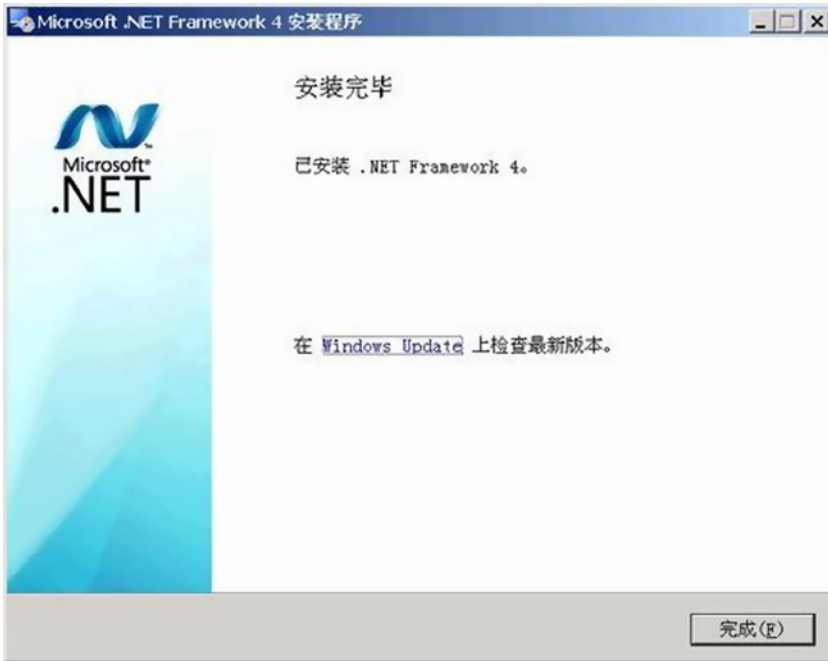 Microsoft .NET Framework 4 安装程序
安装完毕
Microsoft®
.NET™
已安装 .NET Framework 4。
在 Windows Update 上检查最新版本。
完成(F)